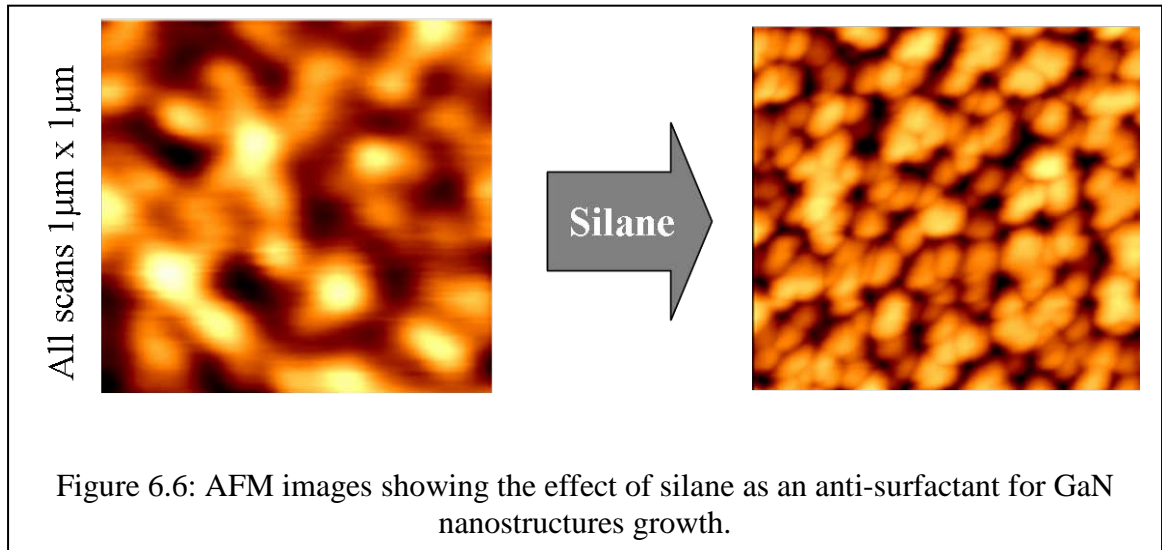 All scans 1µm x 1µm
Silane
Figure 6.6: AFM images showing the effect of silane as an anti-surfactant for GaN
nanostructures growth.